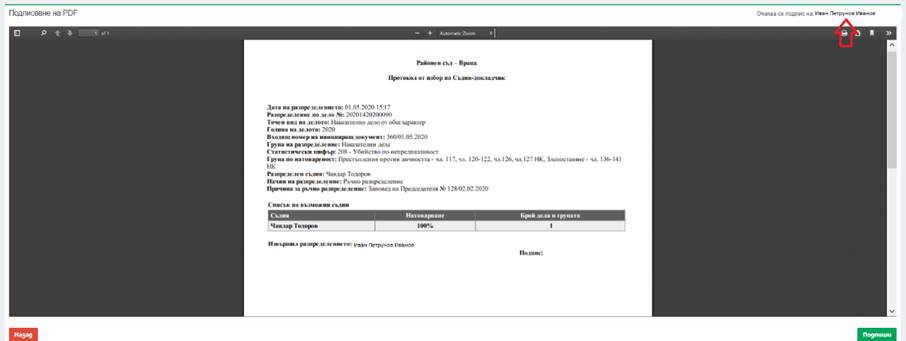 Подписване на PDF
Очаква се подпис на: Иван Петрунов Иванов
1 of 1
Automatic Zoom
Районен съд – Враца
Протокол от избор на Съдия-докладчик
Дата на разпределението: 01.05.2020 15:17
Разпределение по дело №: 20201420200090
Точен вид на делото: Наказателно дело от общ характер
Година на делото: 2020
Входящ номер на иницииращ документ: 360/01.05.2020
Група на разпределение: Наказателни дела
Статистически шифър: 208 - Убийство по непредпазливост
Група по натовареност: Престъпления против личността - чл. 117, чл. 120-122, чл.126, чл.127 НК, Злепоставяне - чл. 136-141
НК
Разпределен съдия: Чавдар Тодоров
Начин на разпределение: Ръчно разпределение
Причина за ръчно разпределение: Заповед на Председателя № 128/02.02.2020
Списък на възможни съдии
Съдия Натоварване Брой дела в групата
Чавдар Тодоров 100% 1
Извършил разпределението: Иван Петрунов Иванов
Подпис:
Назад
Подпиши